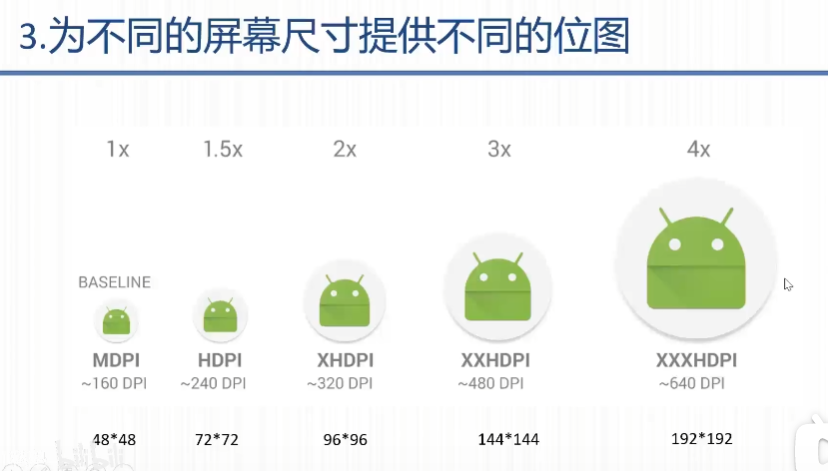 3.为不同的屏幕尺寸提供不同的位图
1x 1.5x 2x 3x 4x
BASELINE
MDPI HDPI XHDPI XXHDPI XXXHDPI
~160 DPI ~240 DPI ~320 DPI ~480 DPI ~640 DPI
48*48 72*72 96*96 144*144 192*192